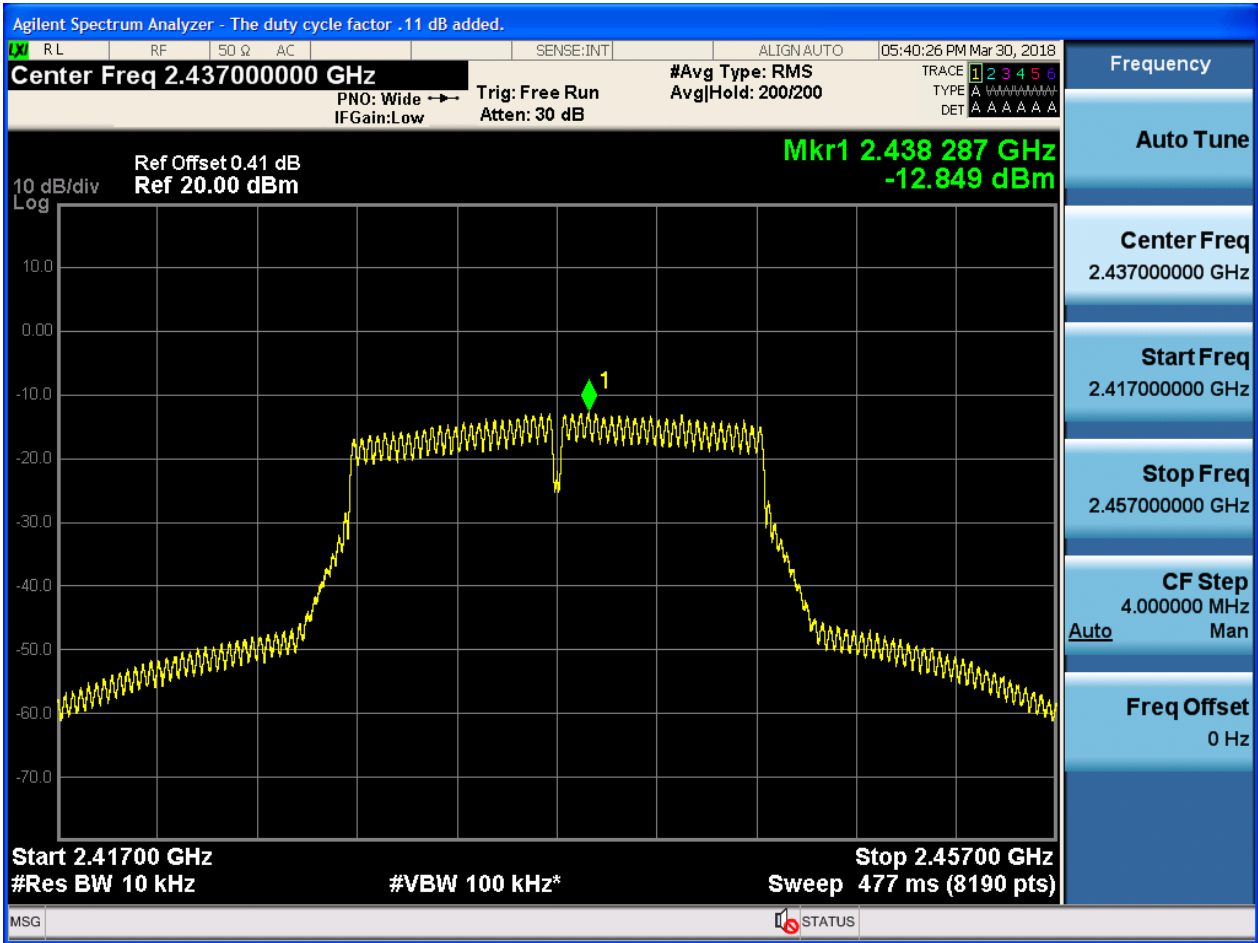 Agilent Spectrum Analyzer - The duty cycle factor .11 dB added.
LXI RL RF 50 Ω AC SENSE:INT ALIGN AUTO 05:40:26 PM Mar 30, 2018
Center Freq 2.437000000 GHz
PNO: Wide
IFGain:Low
Trig: Free Run
Atten: 30 dB
#Avg Type: RMS
Avg|Hold: 200/200
TRACE 1 2 3 4 5 6
TYPE A WWWWW
DET A A A A A A
Mkr1 2.438 287 GHz
-12.849 dBm
Ref Offset 0.41 dB
10 dB/div Ref 20.00 dBm
Log
10.0
0.00
-10.0
-20.0
-30.0
-40.0
-50.0
-60.0
-70.0
1
Start 2.41700 GHz Stop 2.45700 GHz
#Res BW 10 kHz #VBW 100 kHz* Sweep 477 ms (8190 pts)
MSG STATUS
Frequency
Auto Tune
Center Freq
2.437000000 GHz
Start Freq
2.417000000 GHz
Stop Freq
2.457000000 GHz
CF Step
4.000000 MHz
Auto Man
Freq Offset
0 Hz